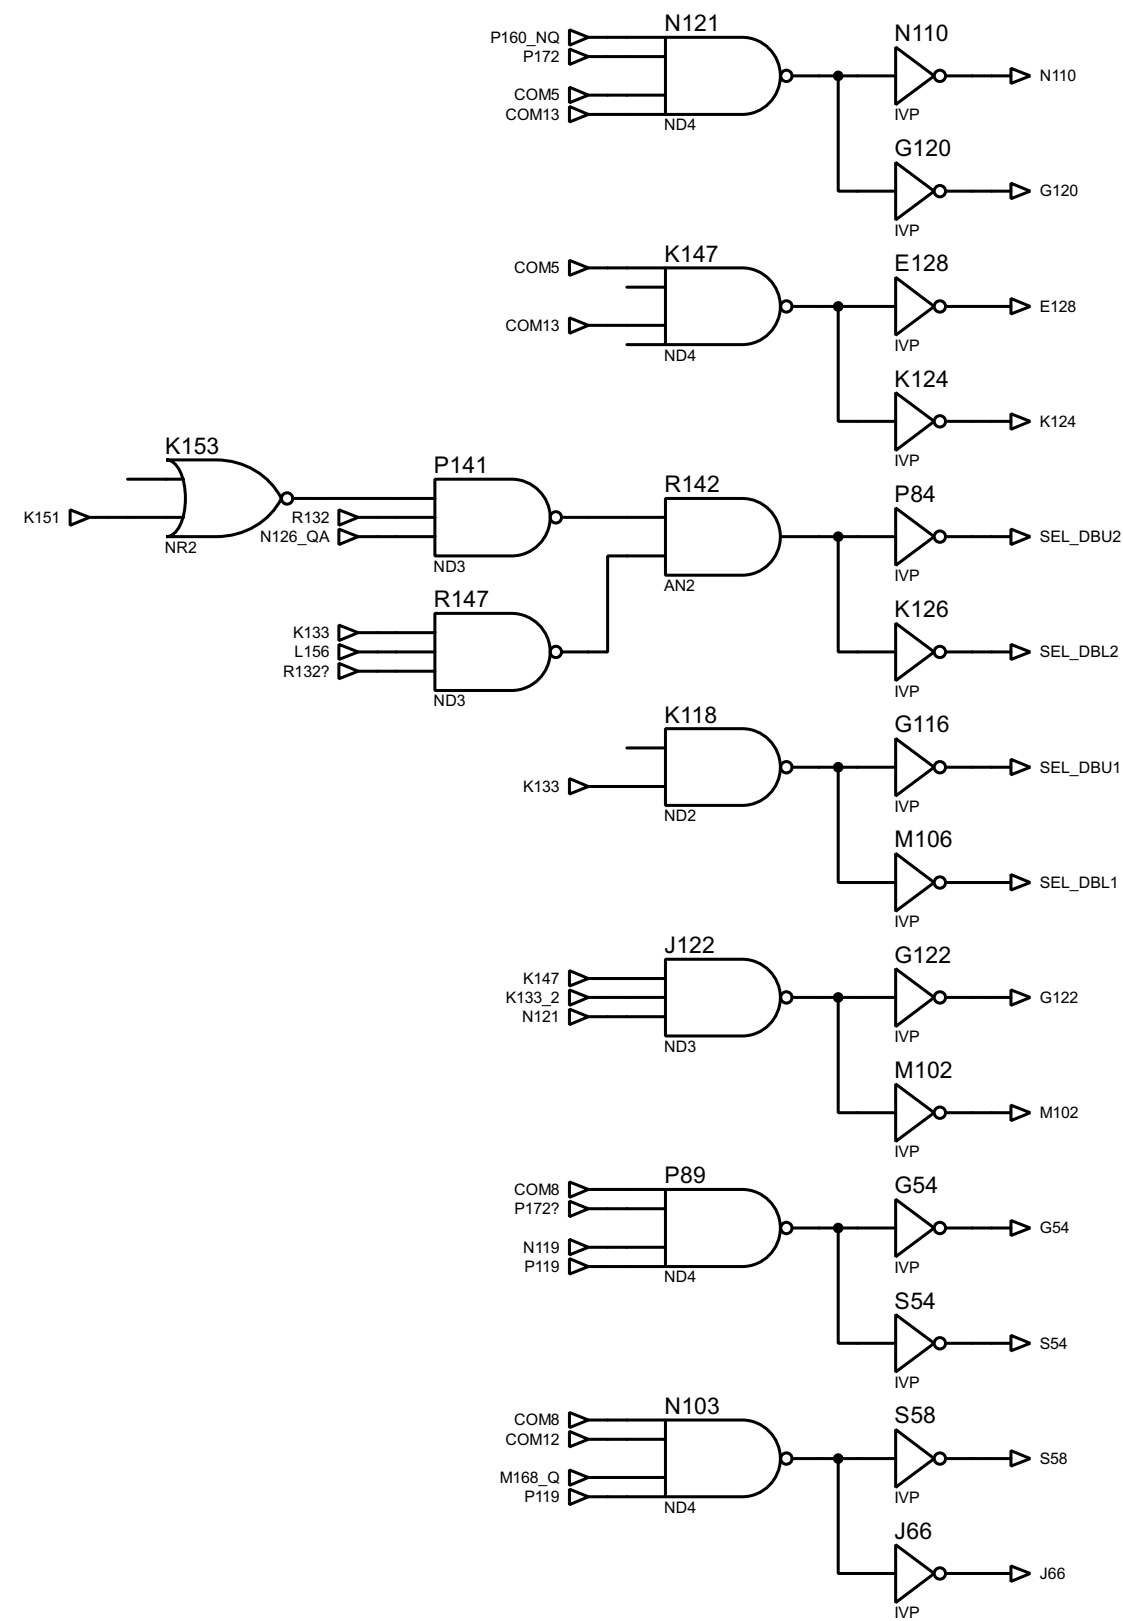 N121
P160_NQ
P172
COM5
COM13
ND4
N110
IVP
N110
G120
IVP
G120
K147
COM5
COM13
ND4
E128
IVP
E128
K124
IVP
K124
K153
K151
NR2
P141
R132
N126_QA
ND3
R142
AN2
P84
IVP
SEL_DBU2
R147
K133
L156
R132?
ND3
K126
IVP
SEL_DBL2
K118
K133
ND2
G116
IVP
SEL_DBU1
M106
IVP
SEL_DBL1
J122
K147
K133_2
N121
ND3
G122
IVP
G122
M102
IVP
M102
P89
COM8
P172?
N119
P119
ND4
G54
IVP
G54
S54
IVP
S54
N103
COM8
COM12
M168_Q
P119
ND4
S58
IVP
S58
J66
IVP
J66